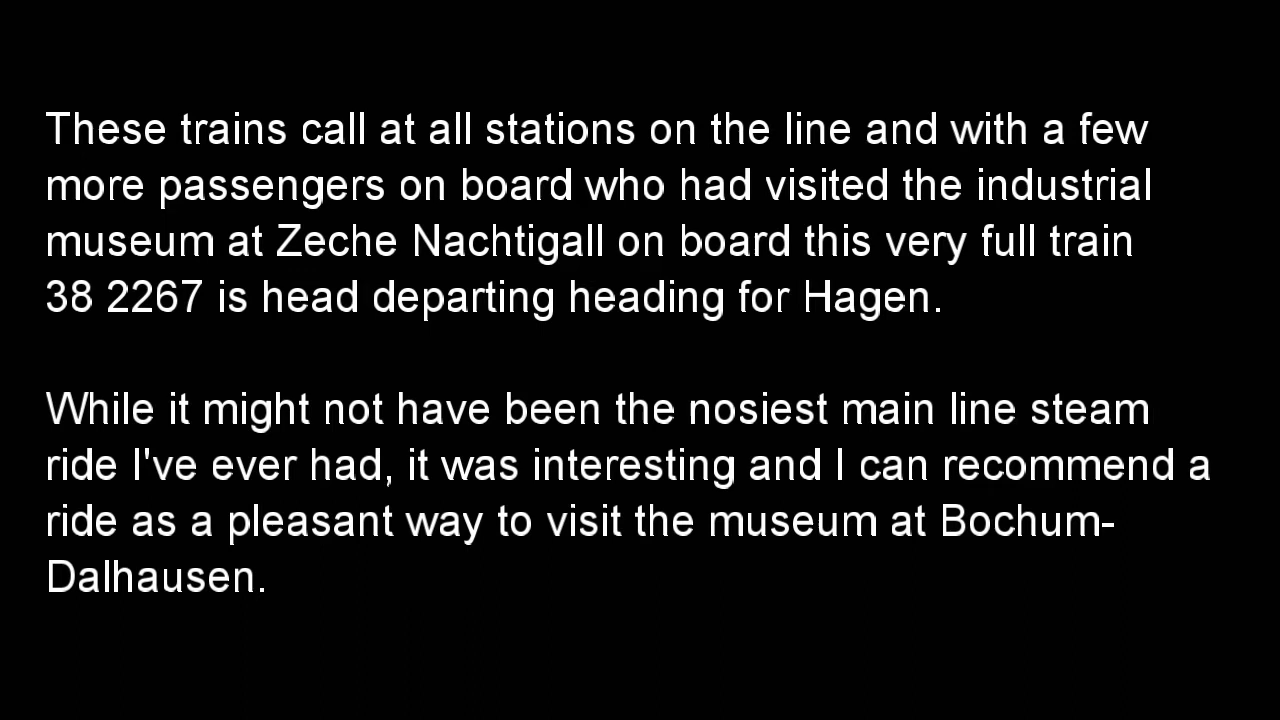 These trains call at all stations on the line and with a few
more passengers on board who had visited the industrial
museum at Zeche Nachtigall on board this very full train
38 2267 is head departing heading for Hagen.
While it might not have been the nosiest main line steam
ride I've ever had, it was interesting and I can recommend a
ride as a pleasant way to visit the museum at Bochum-
Dalhausen.